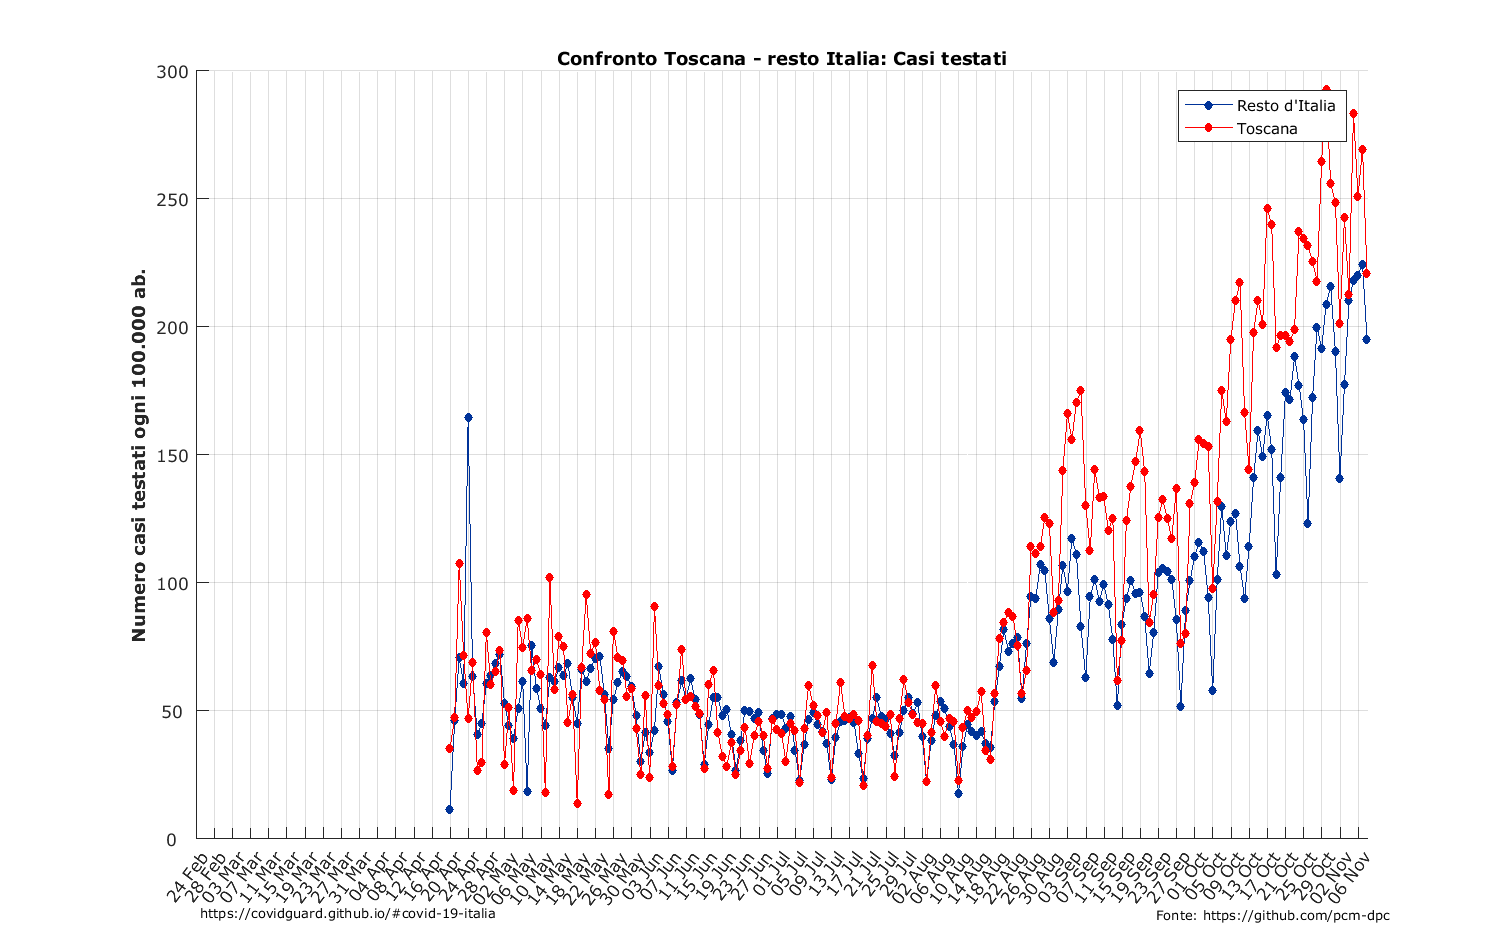 Confronto Toscana - resto Italia: Casi testati
300
250
200
150
100
50
0
Numero casi testati ogni 100.000 ab.
Resto d'Italia
Toscana
24 Feb
28 Feb
03 Mar
07 Mar
11 Mar
15 Mar
19 Mar
23 Mar
27 Mar
31 Mar
04 Apr
08 Apr
12 Apr
16 Apr
20 Apr
24 Apr
28 Apr
02 May
06 May
10 May
14 May
18 May
22 May
26 May
30 May
03 Jun
07 Jun
11 Jun
15 Jun
19 Jun
23 Jun
27 Jun
01 Jul
05 Jul
09 Jul
13 Jul
17 Jul
21 Jul
25 Jul
29 Jul
02 Aug
06 Aug
10 Aug
14 Aug
18 Aug
22 Aug
26 Aug
30 Aug
03 Sep
07 Sep
11 Sep
15 Sep
19 Sep
23 Sep
27 Sep
01 Oct
05 Oct
09 Oct
13 Oct
17 Oct
21 Oct
25 Oct
29 Oct
02 Nov
06 Nov
https://covidguard.github.io/#covid-19-italia
Fonte: https://github.com/pcm-dpc